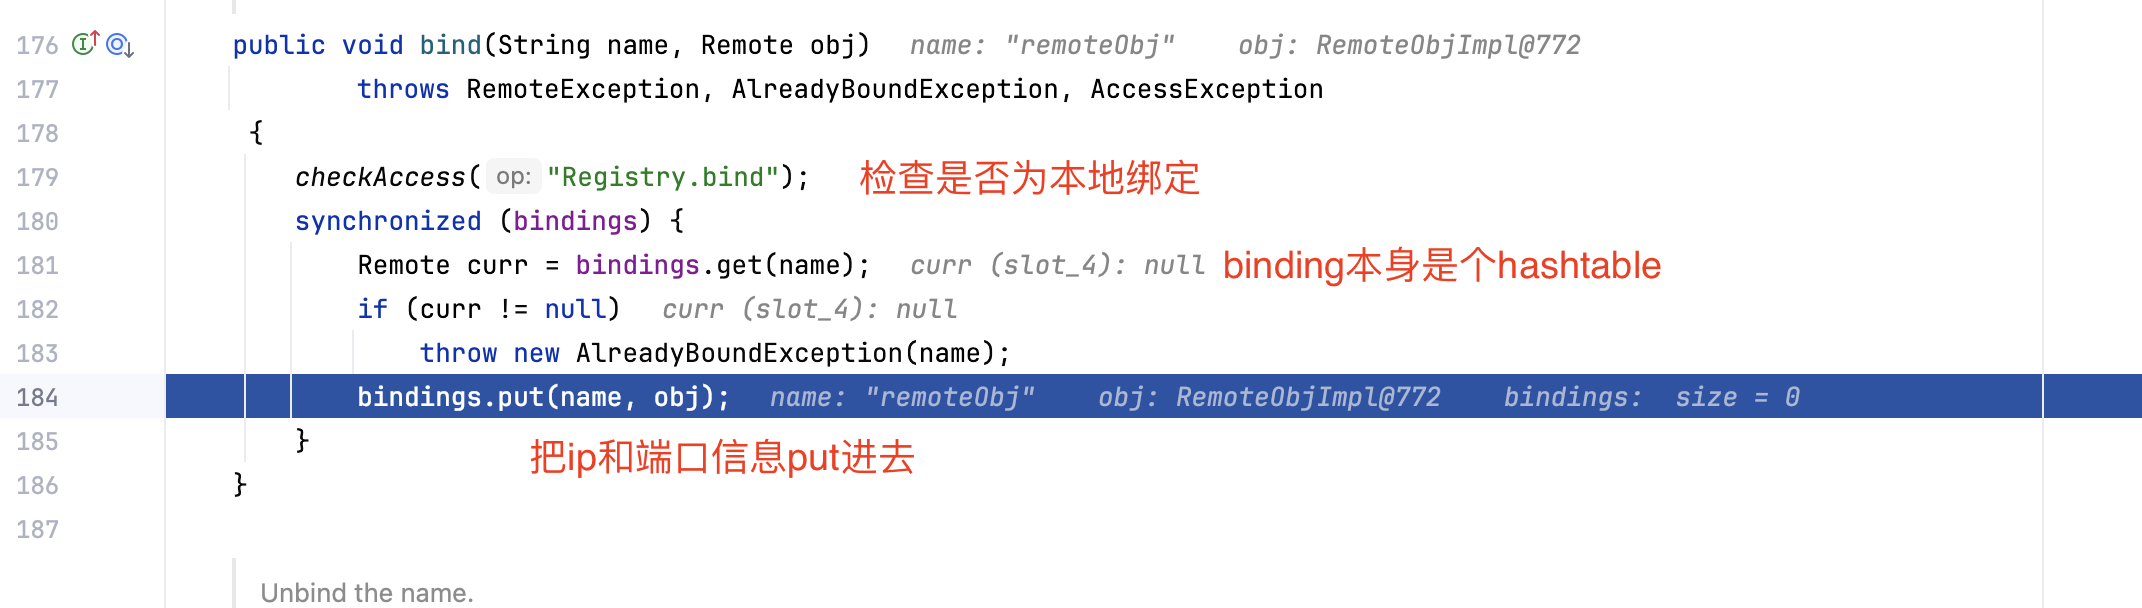 176 public void bind(String name, Remote obj) name: "remoteObj" obj: RemoteObjImpl@772
177 throws RemoteException, AlreadyBoundException, AccessException
178 {
179 checkAccess( op: "Registry.bind"); 检查是否为本地绑定
180 synchronized (bindings) {
181 Remote curr = bindings.get(name); curr (slot_4): null binding本身是个hashtable
182 if (curr != null) curr (slot_4): null
183 throw new AlreadyBoundException(name);
184 bindings.put(name, obj); name: "remoteObj" obj: RemoteObjImpl@772 bindings: size = 0
185 }
把ip和端口信息put进去
186 }
187
Unbind the name.